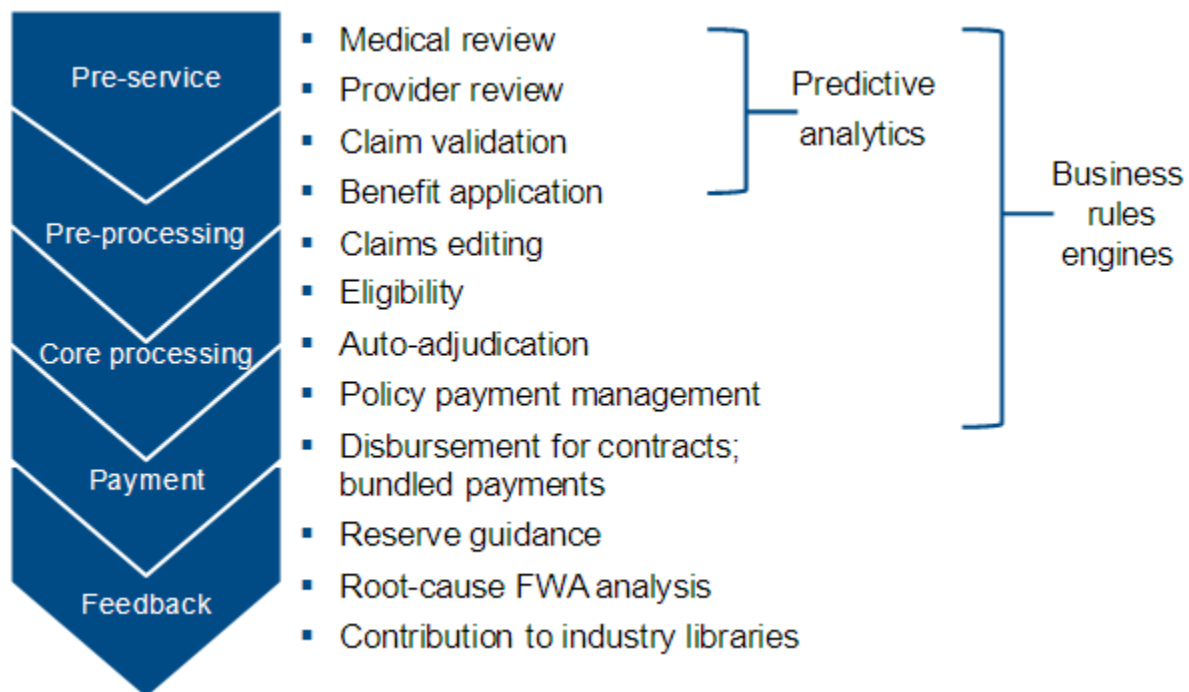 Pre-service
Pre-processing
Core processing
Payment
Feedback
▪ Medical review
▪ Provider review
▪ Claim validation
▪ Benefit application
▪ Claims editing
▪ Eligibility
▪ Auto-adjudication
▪ Policy payment management
▪ Disbursement for contracts;
bundled payments
▪ Reserve guidance
▪ Root-cause FWA analysis
▪ Contribution to industry libraries
Predictive
analytics
Business
rules
engines